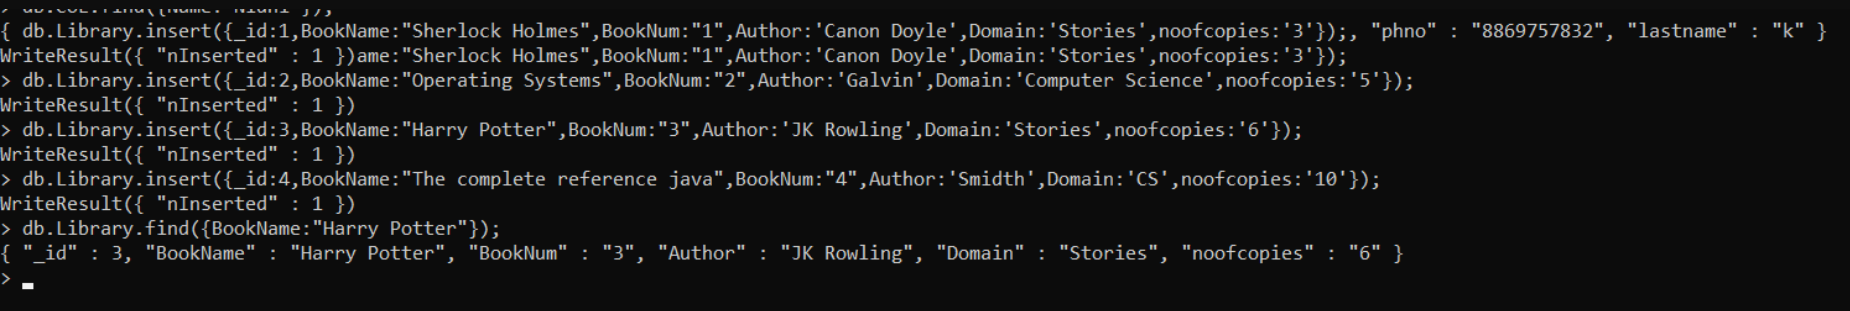 > db.COL.find({Name:'Nidhi'});
{ db.Library.insert({_id:1,BookName:"Sherlock Holmes",BookNum:"1",Author:'Canon Doyle',Domain:'Stories',noofcopies:'3'});, "phno" : "8869757832", "lastname" : "k" }
WriteResult({ "nInserted" : 1 })ame:"Sherlock Holmes",BookNum:"1",Author:'Canon Doyle',Domain:'Stories',noofcopies:'3'});
> db.Library.insert({_id:2,BookName:"Operating Systems",BookNum:"2",Author:'Galvin',Domain:'Computer Science',noofcopies:'5'});
WriteResult({ "nInserted" : 1 })
> db.Library.insert({_id:3,BookName:"Harry Potter",BookNum:"3",Author:'JK Rowling',Domain:'Stories',noofcopies:'6'});
WriteResult({ "nInserted" : 1 })
> db.Library.insert({_id:4,BookName:"The complete reference java",BookNum:"4",Author:'Smidth',Domain:'CS',noofcopies:'10'});
WriteResult({ "nInserted" : 1 })
> db.Library.find({BookName:"Harry Potter"});
{ "_id" : 3, "BookName" : "Harry Potter", "BookNum" : "3", "Author" : "JK Rowling", "Domain" : "Stories", "noofcopies" : "6" }
>